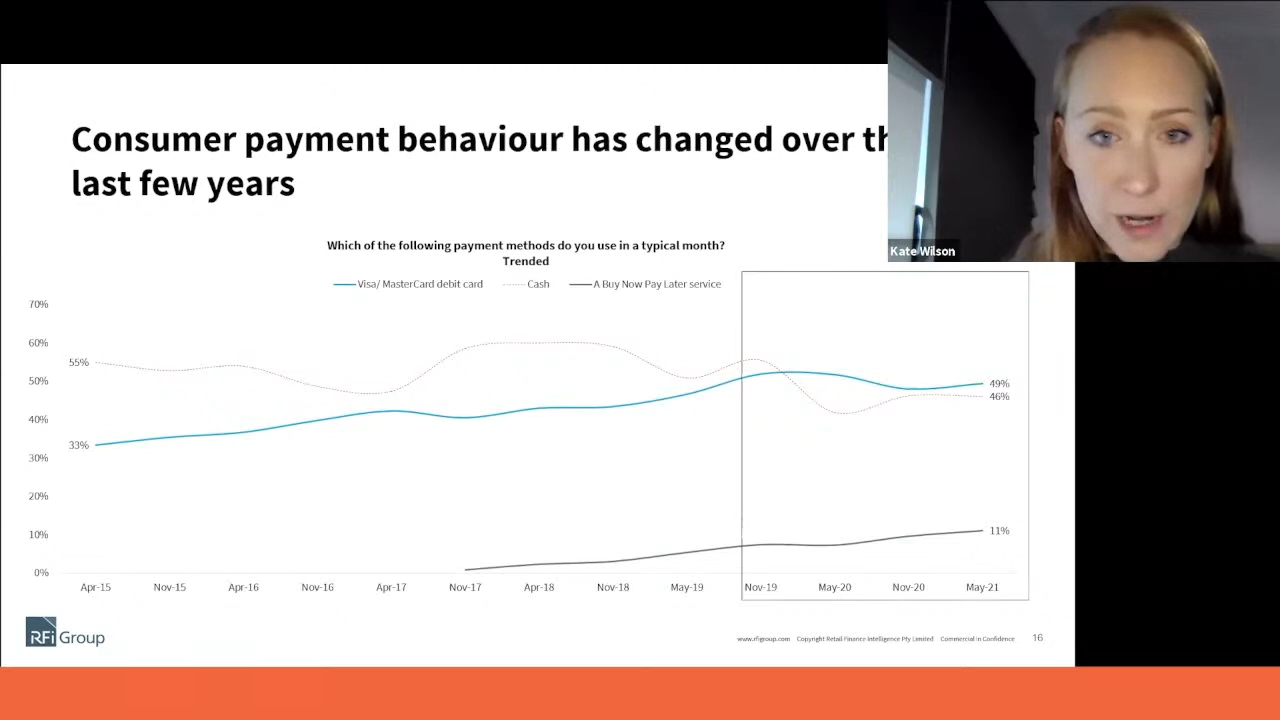 Consumer payment behaviour has changed over th
last few years
Kate Wilson
Which of the following payment methods do you use in a typical month?
Trended
Visa/ MasterCard debit card Cash A Buy Now Pay Later service
70%
60%
55%
50%
49%
46%
40%
33%
30%
20%
10%
11%
0%
Apr-15 Nov-15 Apr-16 Nov-16 Apr-17 Nov-17 Apr-18 Nov-18 May-19 Nov-19 May-20 Nov-20 May-21
RFi Group
www.rfigroup.com Copyright Retail Finance Intelligence Pty Limited Commercial in Confidence 16